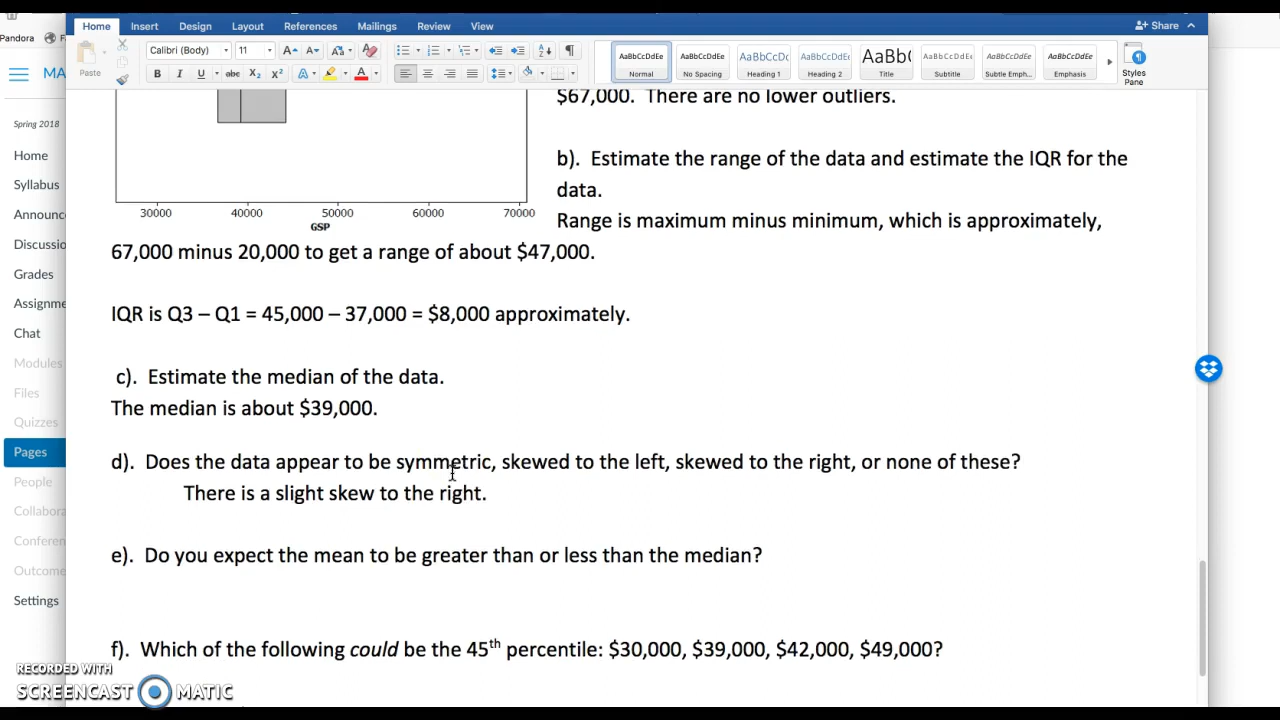 Home Insert Design Layout References Mailings Review View
Share
Pandora
Paste
Calibri (Body) 11
AaBbCcDdEe AaBbCcDdEe AaBbCcDc AaBbCcDdEe AaBb( AaBbCcDdEe AaBbCcDdEe AaBbCcDdEe
Normal No Spacing Heading 1 Heading 2 Title Subtitle Subtle Emph... Emphasis
Styles
Pane
MA
Spring 2018
Home
Syllabus
Announc
Discussio
Grades
Assignme
Chat
Modules
Files
Quizzes
Pages
People
Collabora
Conferen
Outcome
Settings
30000 40000 50000 60000 70000
GSP
$67,000. There are no lower outliers.
b). Estimate the range of the data and estimate the IQR for the
data.
Range is maximum minus minimum, which is approximately,
67,000 minus 20,000 to get a range of about $47,000.
IQR is Q3 – Q1 = 45,000 – 37,000 = $8,000 approximately.
c). Estimate the median of the data.
The median is about $39,000.
d). Does the data appear to be symmetric, skewed to the left, skewed to the right, or none of these?
There is a slight skew to the right.
e). Do you expect the mean to be greater than or less than the median?
f). Which of the following could be the 45th percentile: $30,000, $39,000, $42,000, $49,000?
RECORDED WITH
SCREENCAST MATIC